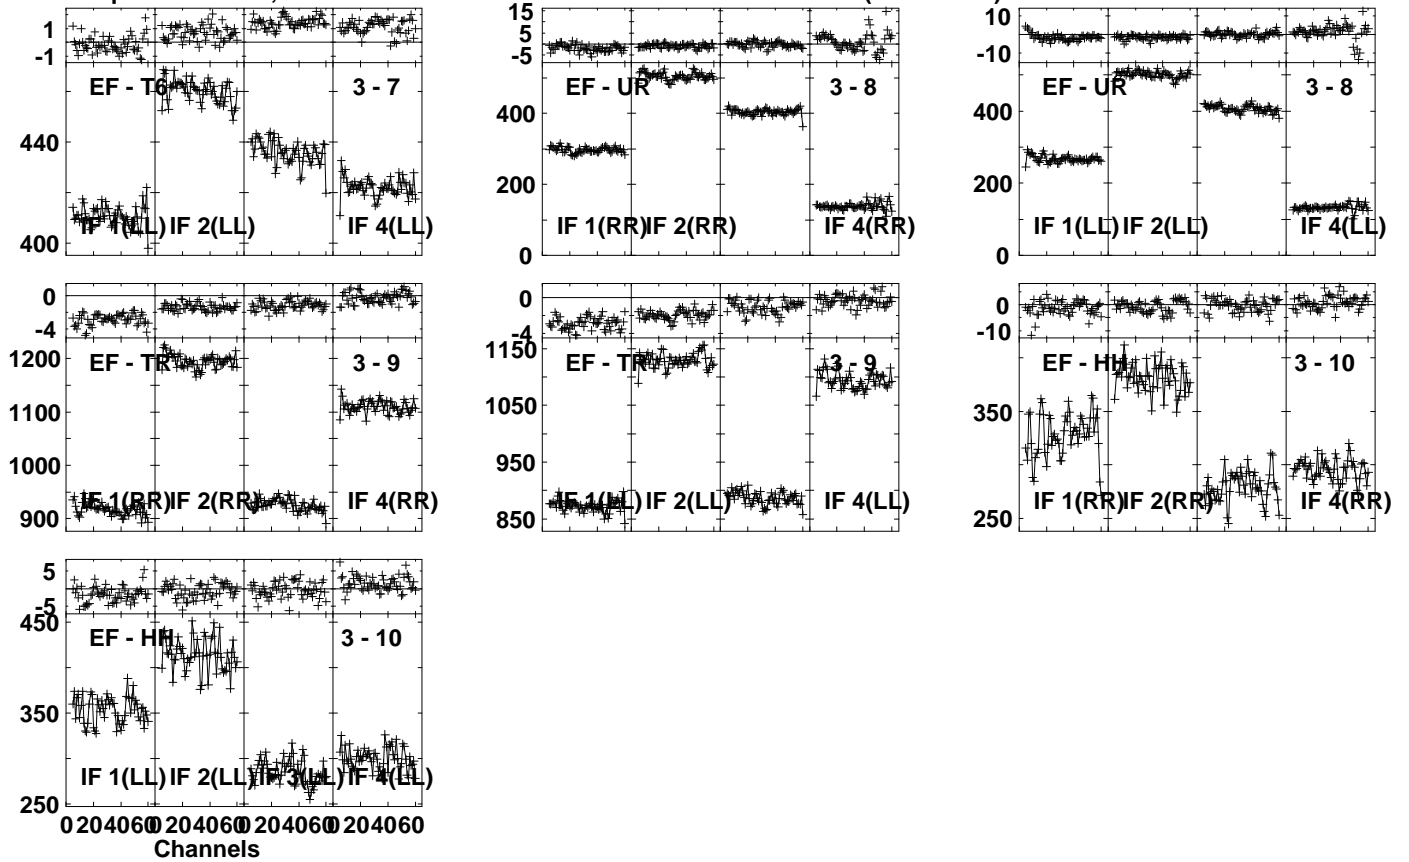 1
-1
EF - T6
3 - 7
440
400
IF 1(LL) IF 2(LL) IF 4(LL)
15
5
-5
EF - UR
3 - 8
400
200
0
IF 1(RR) IF 2(RR) IF 4(RR)
10
-10
EF - UR
3 - 8
400
200
0
IF 1(LL) IF 2(LL) IF 4(LL)
0
-4
EF - TR
3 - 9
1200
1100
1000
900
IF 1(RR) IF 2(RR) IF 4(RR)
0
-4
EF - TR
3 - 9
1150
1050
950
850
IF 1(LL) IF 2(LL) IF 4(LL)
0
-10
EF - HH
3 - 10
350
250
IF 1(RR) IF 2(RR) IF 4(RR)
5
-5
EF - HH
3 - 10
450
350
250
IF 1(LL) IF 2(LL) IF 3(LL) IF 4(LL)
0 20 40 60 0 20 40 60 0 20 40 60 0 20 40 60
Channels